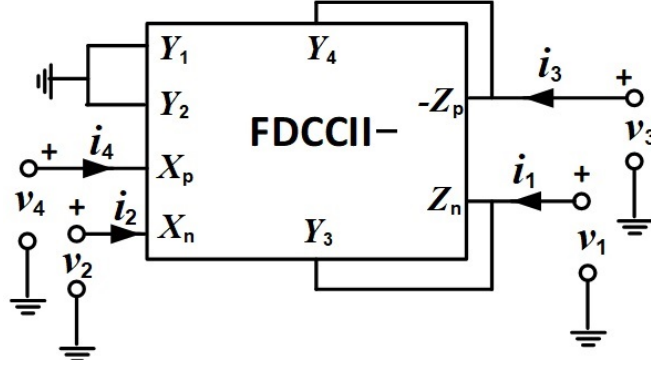 Y1 Y4
i3 +
Y2 -Zp
FDCCII− v3
+ i4 Xp i1 +
v4 + i2 Xn Y3 Zn
v2 v1